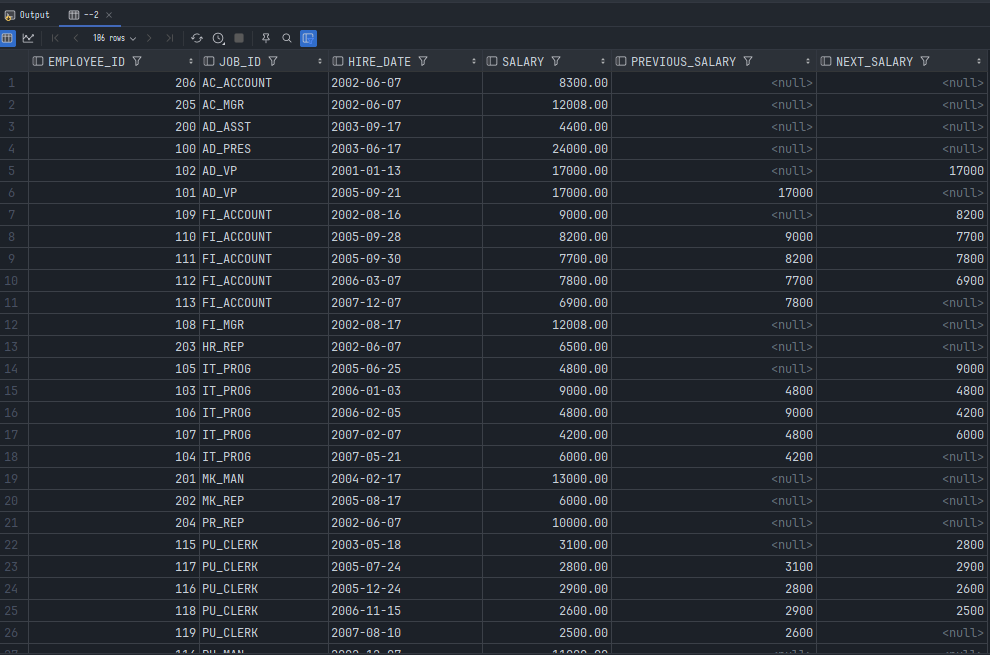 Output --2
106 rows
EMPLOYEE_ID JOB_ID HIRE_DATE SALARY PREVIOUS_SALARY NEXT_SALARY
1 206 AC_ACCOUNT 2002-06-07 8300.00 <null> <null>
2 205 AC_MGR 2002-06-07 12008.00 <null> <null>
3 200 AD_ASST 2003-09-17 4400.00 <null> <null>
4 100 AD_PRES 2003-06-17 24000.00 <null> <null>
5 102 AD_VP 2001-01-13 17000.00 <null> 17000
6 101 AD_VP 2005-09-21 17000.00 17000 <null>
7 109 FI_ACCOUNT 2002-08-16 9000.00 <null> 8200
8 110 FI_ACCOUNT 2005-09-28 8200.00 9000 7700
9 111 FI_ACCOUNT 2005-09-30 7700.00 8200 7800
10 112 FI_ACCOUNT 2006-03-07 7800.00 7700 6900
11 113 FI_ACCOUNT 2007-12-07 6900.00 7800 <null>
12 108 FI_MGR 2002-08-17 12008.00 <null> <null>
13 203 HR_REP 2002-06-07 6500.00 <null> <null>
14 105 IT_PROG 2005-06-25 4800.00 <null> 9000
15 103 IT_PROG 2006-01-03 9000.00 4800 4800
16 106 IT_PROG 2006-02-05 4800.00 9000 4200
17 107 IT_PROG 2007-02-07 4200.00 4800 6000
18 104 IT_PROG 2007-05-21 6000.00 4200 <null>
19 201 MK_MAN 2004-02-17 13000.00 <null> <null>
20 202 MK_REP 2005-08-17 6000.00 <null> <null>
21 204 PR_REP 2002-06-07 10000.00 <null> <null>
22 115 PU_CLERK 2003-05-18 3100.00 <null> 2800
23 117 PU_CLERK 2005-07-24 2800.00 3100 2900
24 116 PU_CLERK 2005-12-24 2900.00 2800 2600
25 118 PU_CLERK 2006-11-15 2600.00 2900 2500
26 119 PU_CLERK 2007-08-10 2500.00 2600 <null>